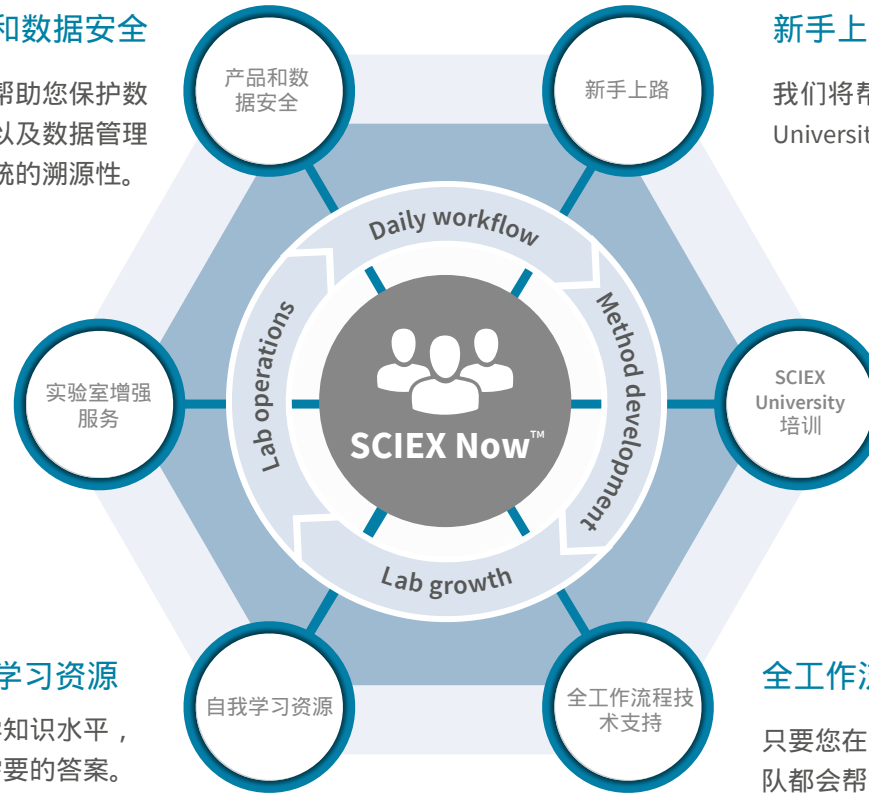 和数据安全
帮助您保护数
以及数据管理
统的溯源性。
产品和数
据安全
新手上路
新手上
我们将帮
Universit
Daily workflow
Method development
Lab operations
Lab growth
SCIEX Now™
实验室增强
服务
SCIEX
University
培训
学习资源
知识水平，
需要的答案。
自我学习资源
全工作流程技
术支持
全工作流
只要您在
队都会帮